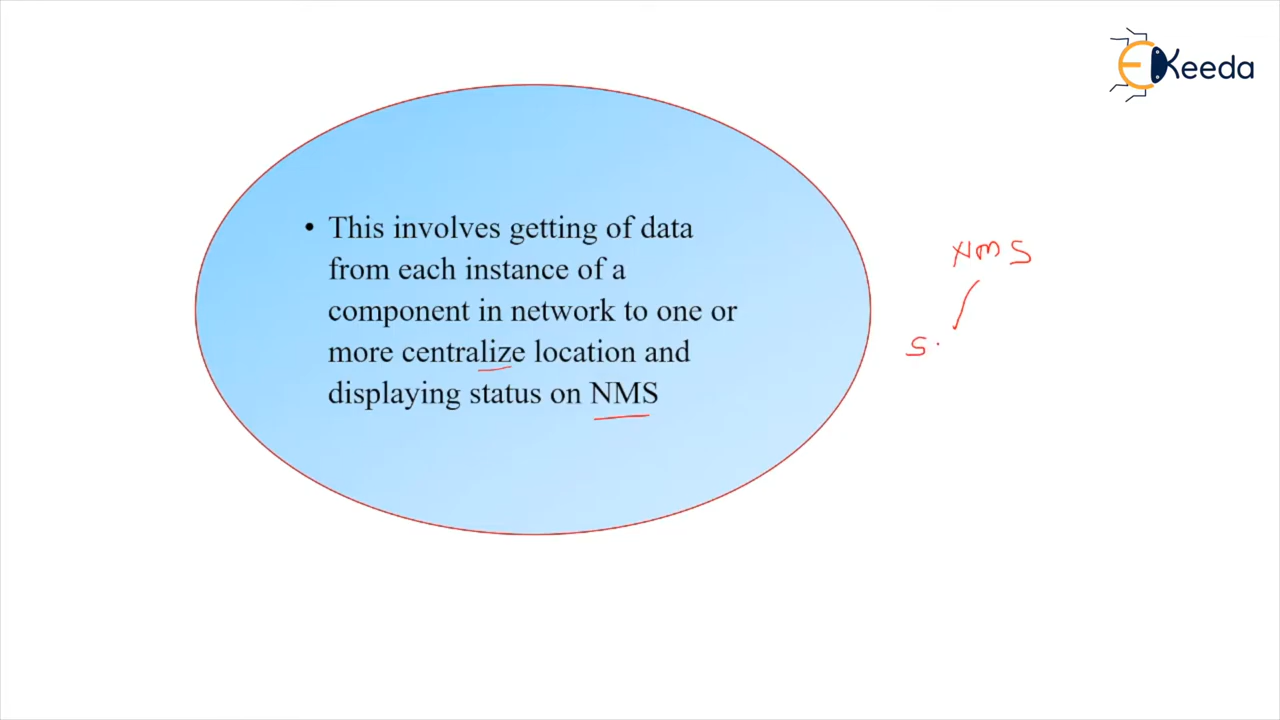 EKeeda
• This involves getting of data
from each instance of a
component in network to one or
more centralize location and
displaying status on NMS
NMS
S.